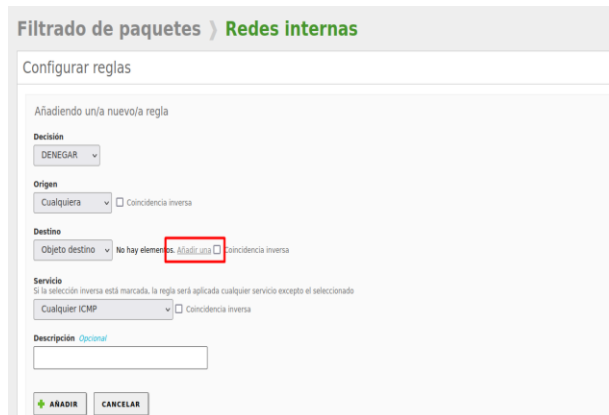 Filtrado de paquetes ❭ Redes internas
Configurar reglas
Añadiendo un/a nuevo/a regla
Decisión
DENEGAR
Origen
Cualquiera Coincidencia inversa
Destino
Objeto destino No hay elementos. Añadir una Coincidencia inversa
Servicio
Si la selección inversa está marcada, la regla será aplicada cualquier servicio excepto el seleccionado
Cualquier ICMP Coincidencia inversa
Descripción Opcional
AÑADIR CANCELAR